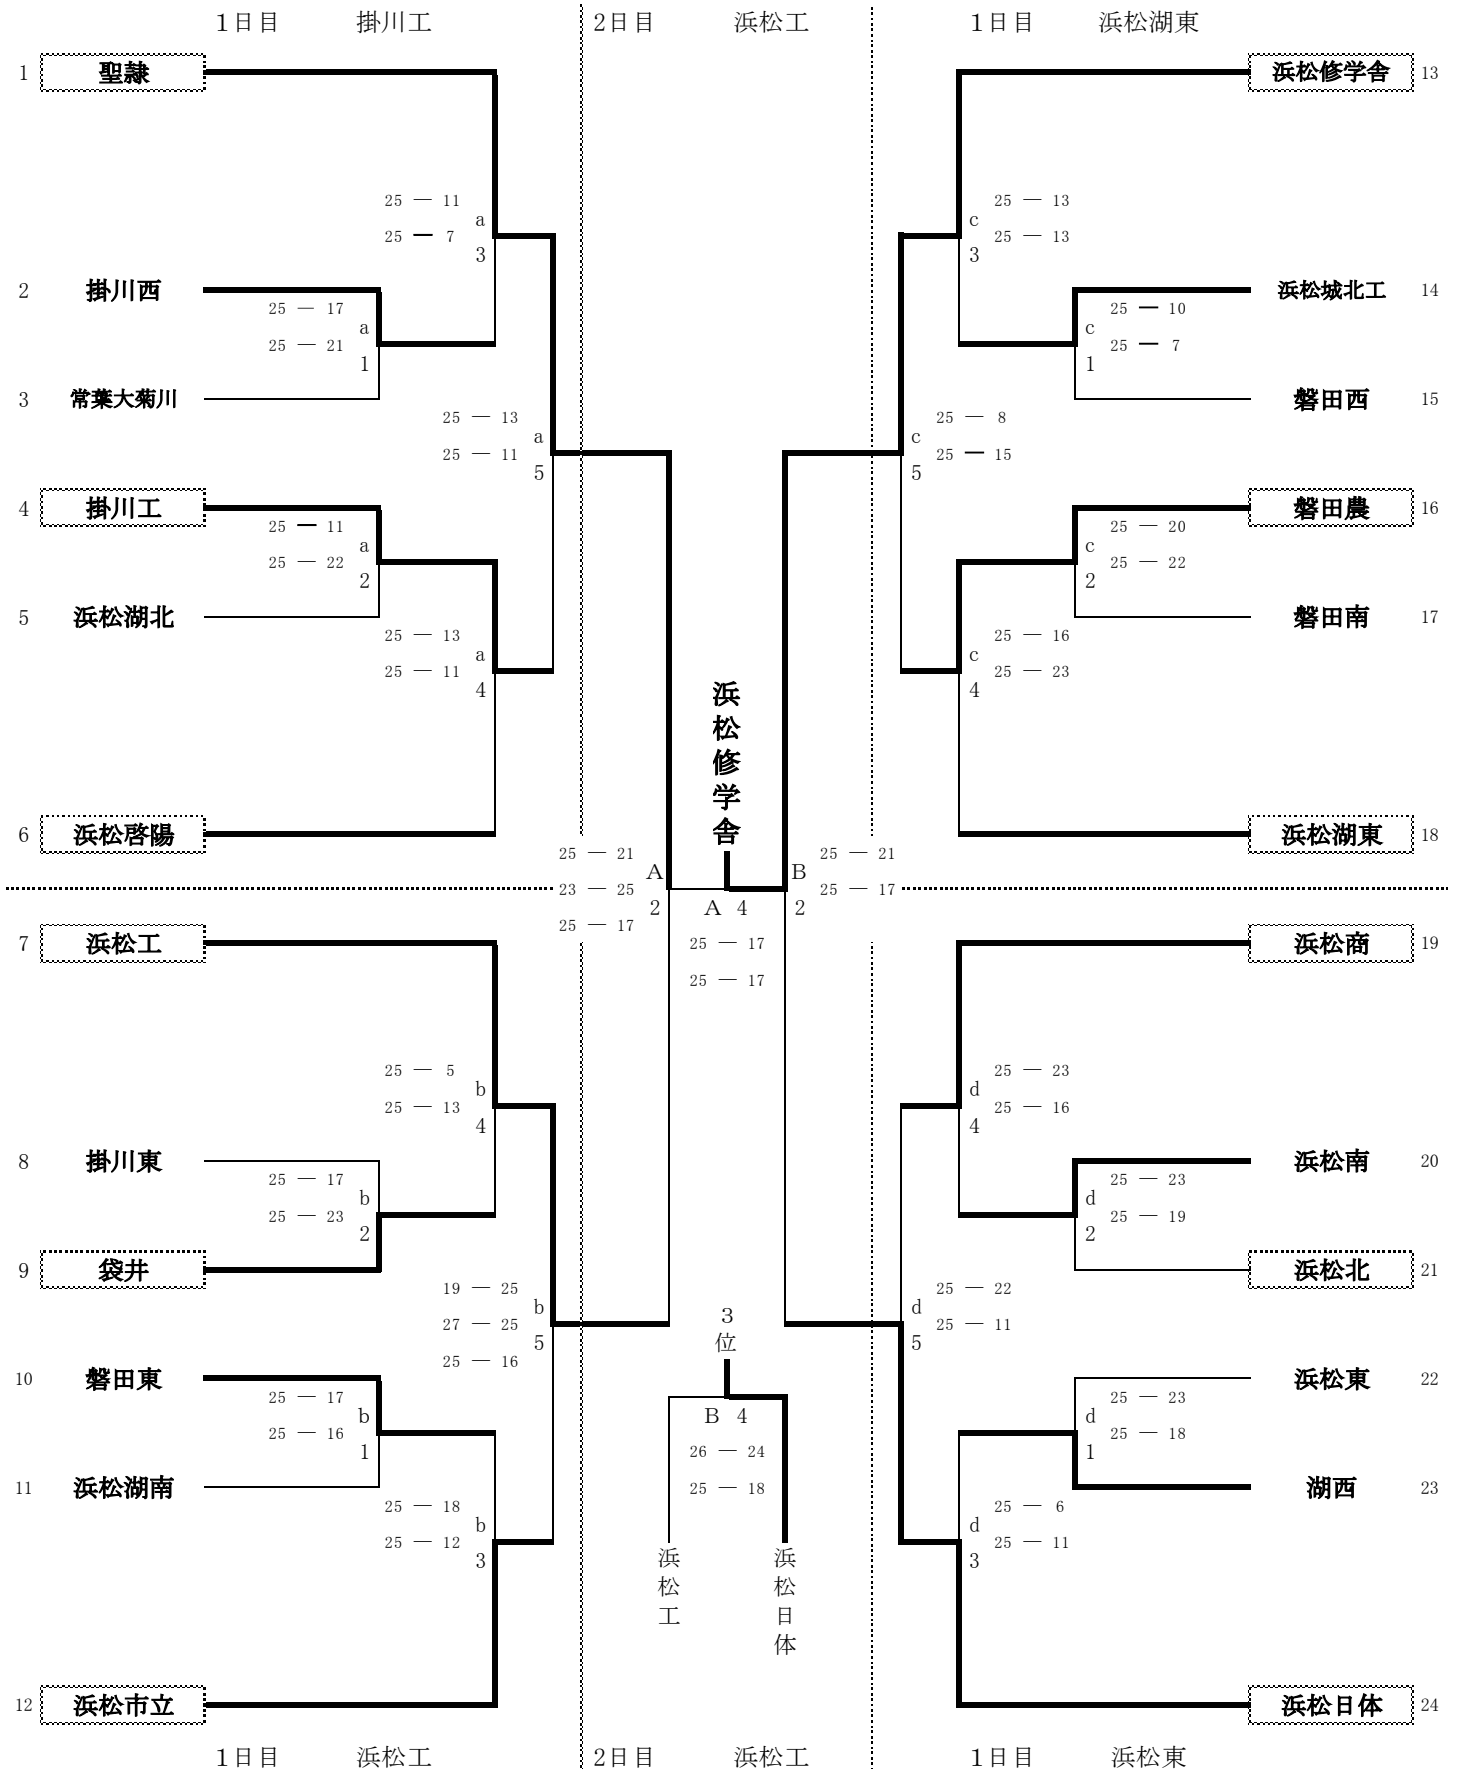 1日目 掛川工 2日目 浜松工 1日目 浜松湖東
1 聖隷 浜松修学舎 13
25 ― 11 a 25 ― 7 3
c 25 ― 13 3 25 ― 13
2 掛川西 浜松城北工 14
25 ― 17 a 25 ― 21 1
c 25 ― 10 1 25 ― 7
3 常葉大菊川 磐田西 15
25 ― 13 a 25 ― 11 5
c 25 ― 8 5 25 ― 15
4 掛川工 磐田農 16
25 ― 11 a 25 ― 22 2
c 25 ― 20 2 25 ― 22
5 浜松湖北 磐田南 17
25 ― 13 a 25 ― 11 4
c 25 ― 16 4 25 ― 23
浜松修学舎
6 浜松啓陽 浜松湖東 18
25 ― 21 A 23 ― 25 2 25 ― 17
B 25 ― 21 2 25 ― 17
A 4
25 ― 17
25 ― 17
7 浜松工 浜松商 19
25 ― 5 b 25 ― 13 4
d 25 ― 23 4 25 ― 16
8 掛川東 浜松南 20
25 ― 17 b 25 ― 23 2
d 25 ― 23 2 25 ― 19
9 袋井 浜松北 21
19 ― 25 b 27 ― 25 5 25 ― 16
d 25 ― 22 5 25 ― 11
3位
10 磐田東 浜松東 22
25 ― 17 b 25 ― 16 1
d 25 ― 23 1 25 ― 18
B 4
26 ― 24
25 ― 18
11 浜松湖南 湖西 23
25 ― 18 b 25 ― 12 3
d 25 ― 6 3 25 ― 11
浜松工
浜松日体
12 浜松市立 浜松日体 24
1日目 浜松工 2日目 浜松工 1日目 浜松東